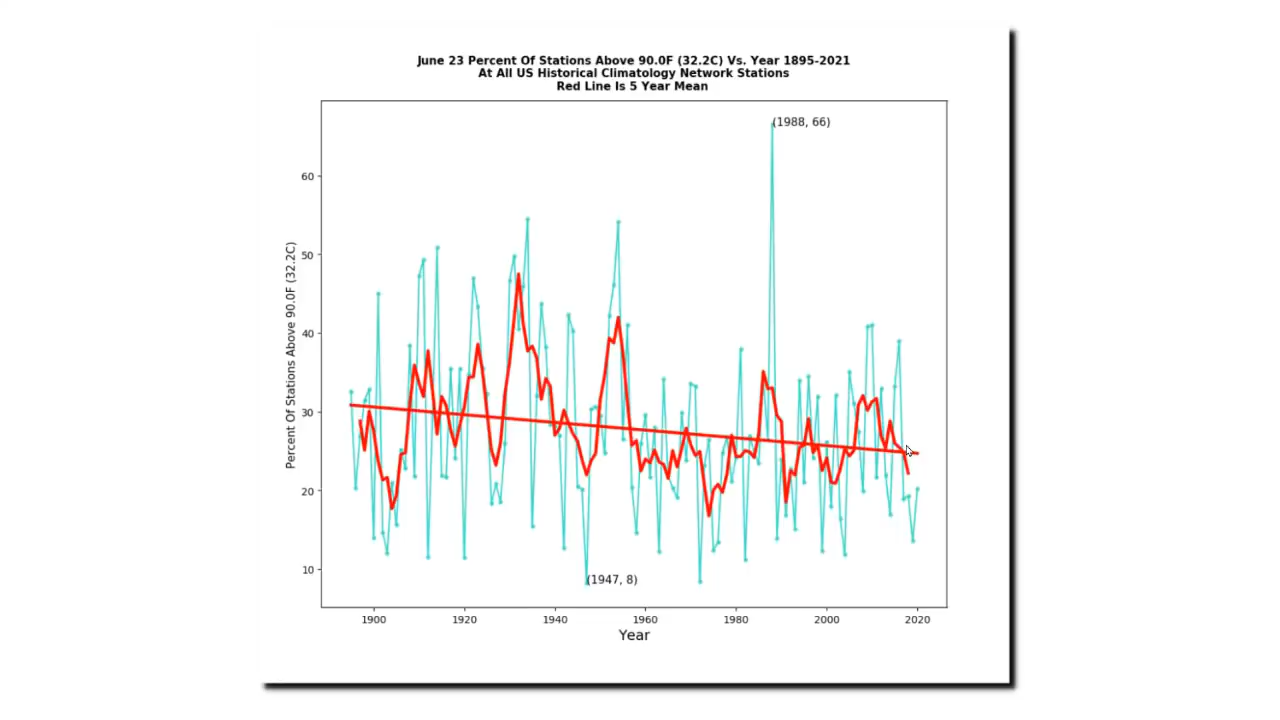 June 23 Percent Of Stations Above 90.0F (32.2C) Vs. Year 1895-2021
At All US Historical Climatology Network Stations
Red Line Is 5 Year Mean
(1988, 66)
60
50
40
30
20
10
Percent Of Stations Above 90.0F (32.2C)
(1947, 8)
1900 1920 1940 1960 1980 2000 2020
Year